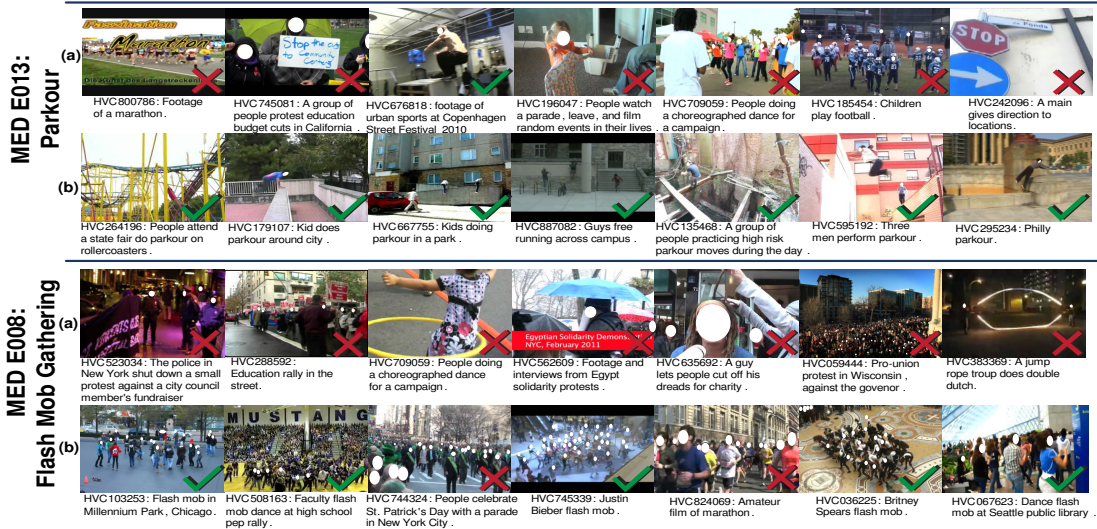 MED E013:
Parkour
(a)
Marathon
Die Kunst des Langstreckenl
Stop the cuts
to Community
Centers
STOP
HVC800786: Footage
of a marathon.
HVC745081: A group of
people protest education
budget cuts in California.
HVC676818: footage of
urban sports at Copenhagen
Street Festival 2010
HVC196047: People watch
a parade, leave, and film
random events in their lives.
HVC709059: People doing
a choreographed dance for
a campaign.
HVC185454: Children
play football.
HVC242096: A main
gives direction to
locations.
(b)
HVC264196: People attend
a state fair do parkour on
rollercoasters.
HVC179107: Kid does
parkour around city.
HVC667755: Kids doing
parkour in a park.
HVC887082: Guys free
running across campus.
HVC135468: A group of
people practicing high risk
parkour moves during the day.
HVC595192: Three
men perform parkour.
HVC295234: Philly
parkour.
MED E008:
Flash Mob Gathering
(a)
Egyptian Solidarity Demons
NYC, February 2011
HVC523034: The police in
New York shut down a small
protest against a city council
member's fundraiser
HVC288592:
Education rally in the
street.
HVC709059: People doing
a choreographed dance
for a campaign.
HVC562609: Footage and
interviews from Egypt
solidarity protests.
HVC635692: A guy
lets people cut off his
dreads for charity.
HVC059444: Pro-union
protest in Wisconsin,
against the govenor.
HVC383369: A jump
rope troup does double
dutch.
(b)
MUSTANG
HVC103253: Flash mob in
Millennium Park, Chicago.
HVC508163: Faculty flash
mob dance at high school
pep rally.
HVC744324: People celebrate
St. Patrick's Day with a parade
in New York City.
HVC745339: Justin
Bieber flash mob.
HVC824069: Amateur
film of marathon.
HVC036225: Britney
Spears flash mob.
HVC067623: Dance flash
mob at Seattle public library.